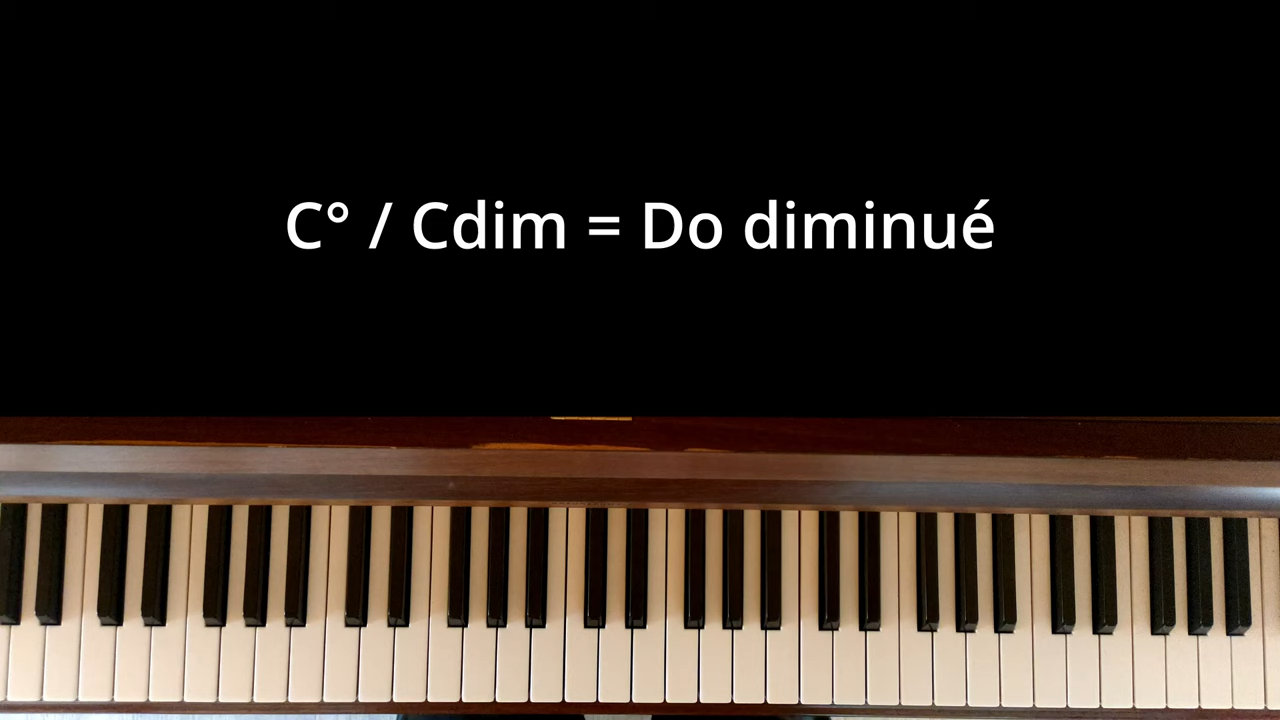 C° / Cdim = Do diminué